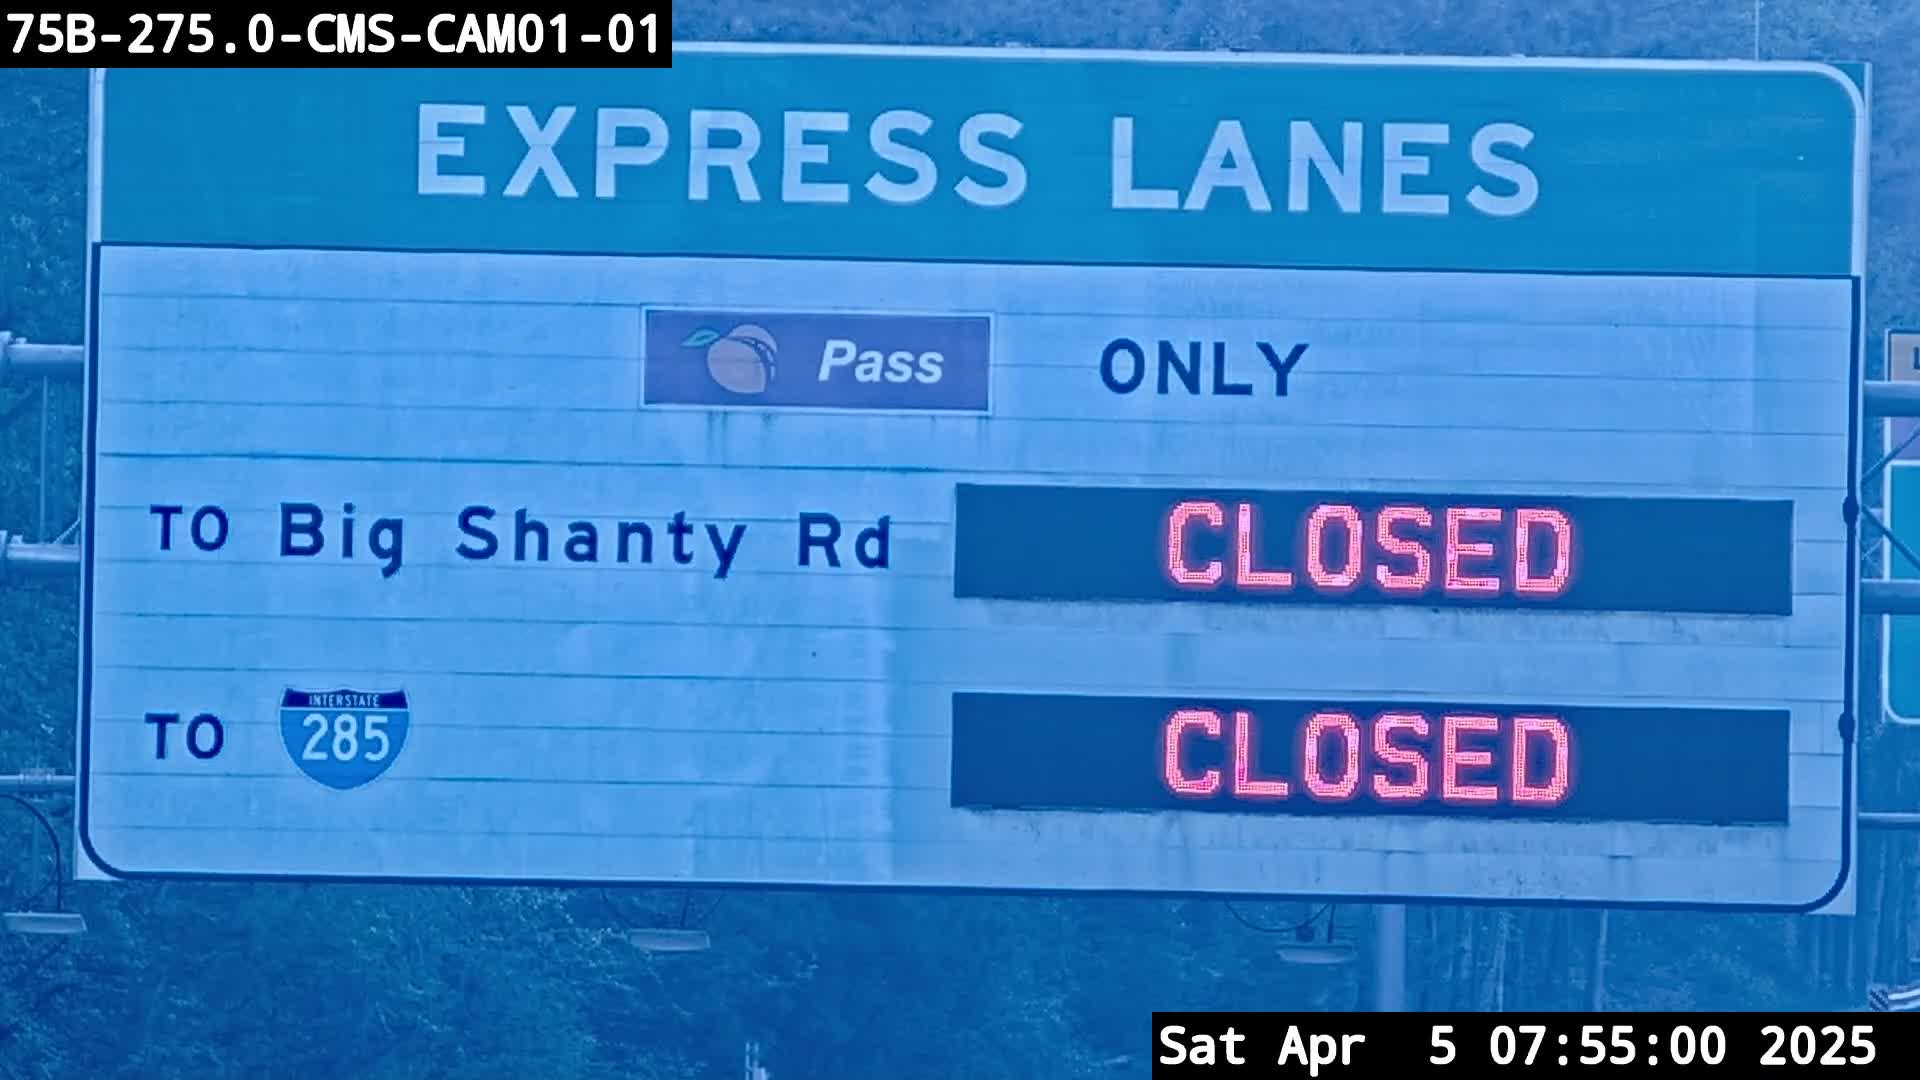 75B-275.0-CMS-CAM01-01
EXPRESS LANES
Pass ONLY
TO Big Shanty Rd CLOSED
TO INTERSTATE 285 CLOSED
Sat Apr 5 07:55:00 2025